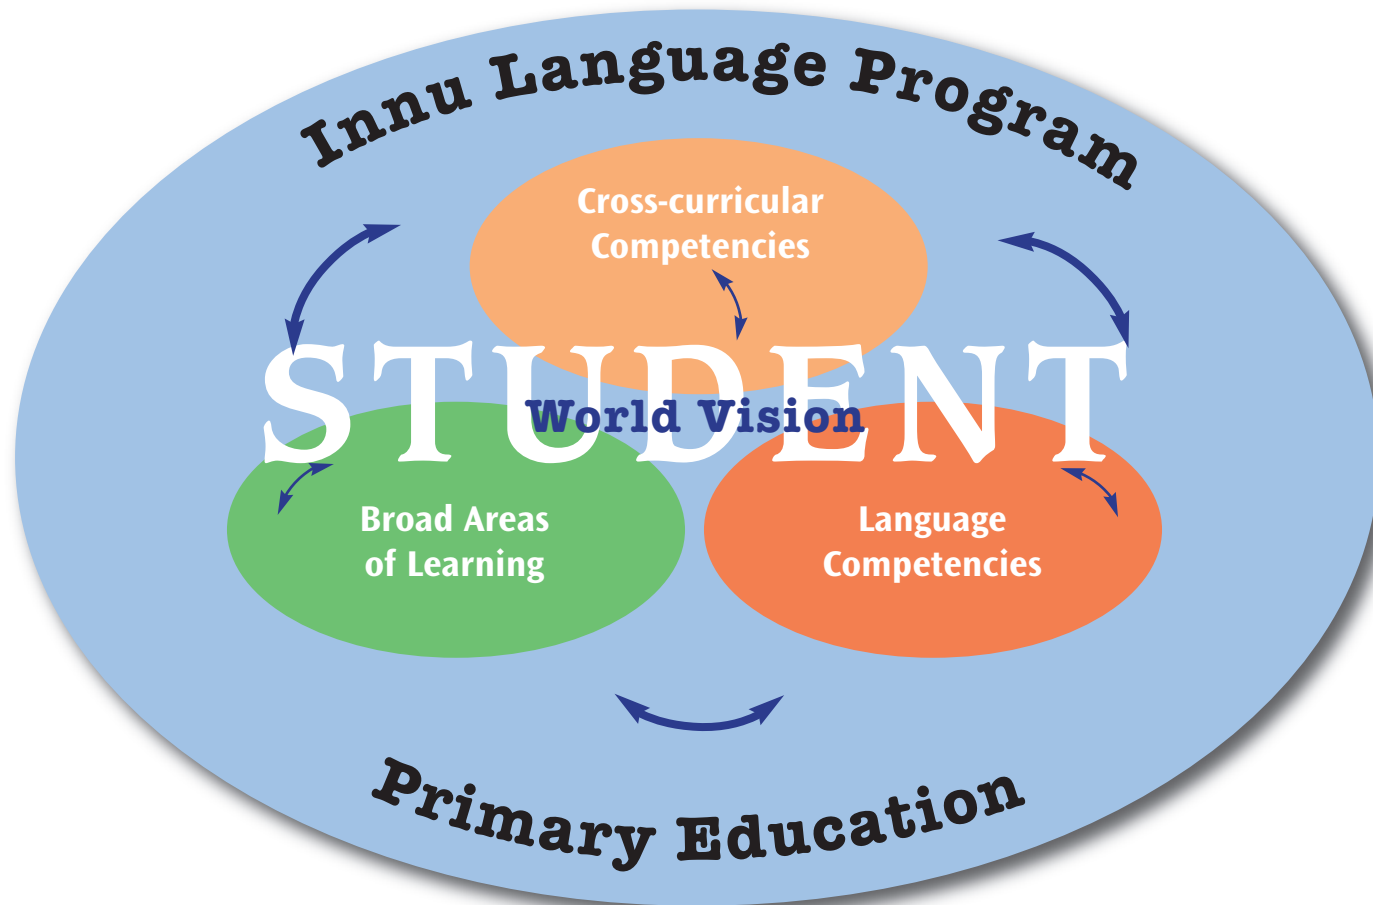 Innu Language Program
Cross-curricular
Competencies
STUDENT
World Vision
Broad Areas
of Learning
Language
Competencies
Primary Education